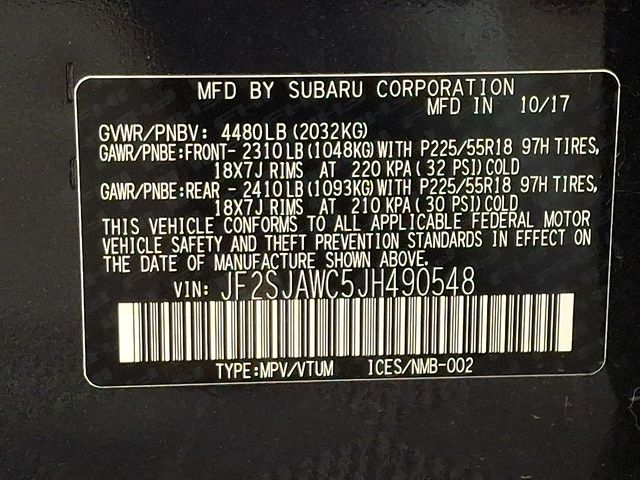 MFD BY SUBARU CORPORATION
MFD IN 10/17
GVWR/PNBV: 4480LB(2032KG)
GAWR/PNBE:FRONT- 2310LB(1048KG)WITH P225/55R18 97H TIRES,
18X7J RIMS AT 220 KPA(32 PSI)COLD
GAWR/PNBE:REAR - 2410LB(1093KG)WITH P225/55R18 97H TIRES,
18X7J RIMS AT 210 KPA(30 PSI)COLD
THIS VEHICLE CONFORMS TO ALL APPLICABLE FEDERAL MOTOR
VEHICLE SAFETY AND THEFT PREVENTION STANDARDS IN EFFECT ON
THE DATE OF MANUFACTURE SHOWN ABOVE.
VIN: JF2SJAWC5JH490548
TYPE:MPV/VTUM ICES/NMB-002